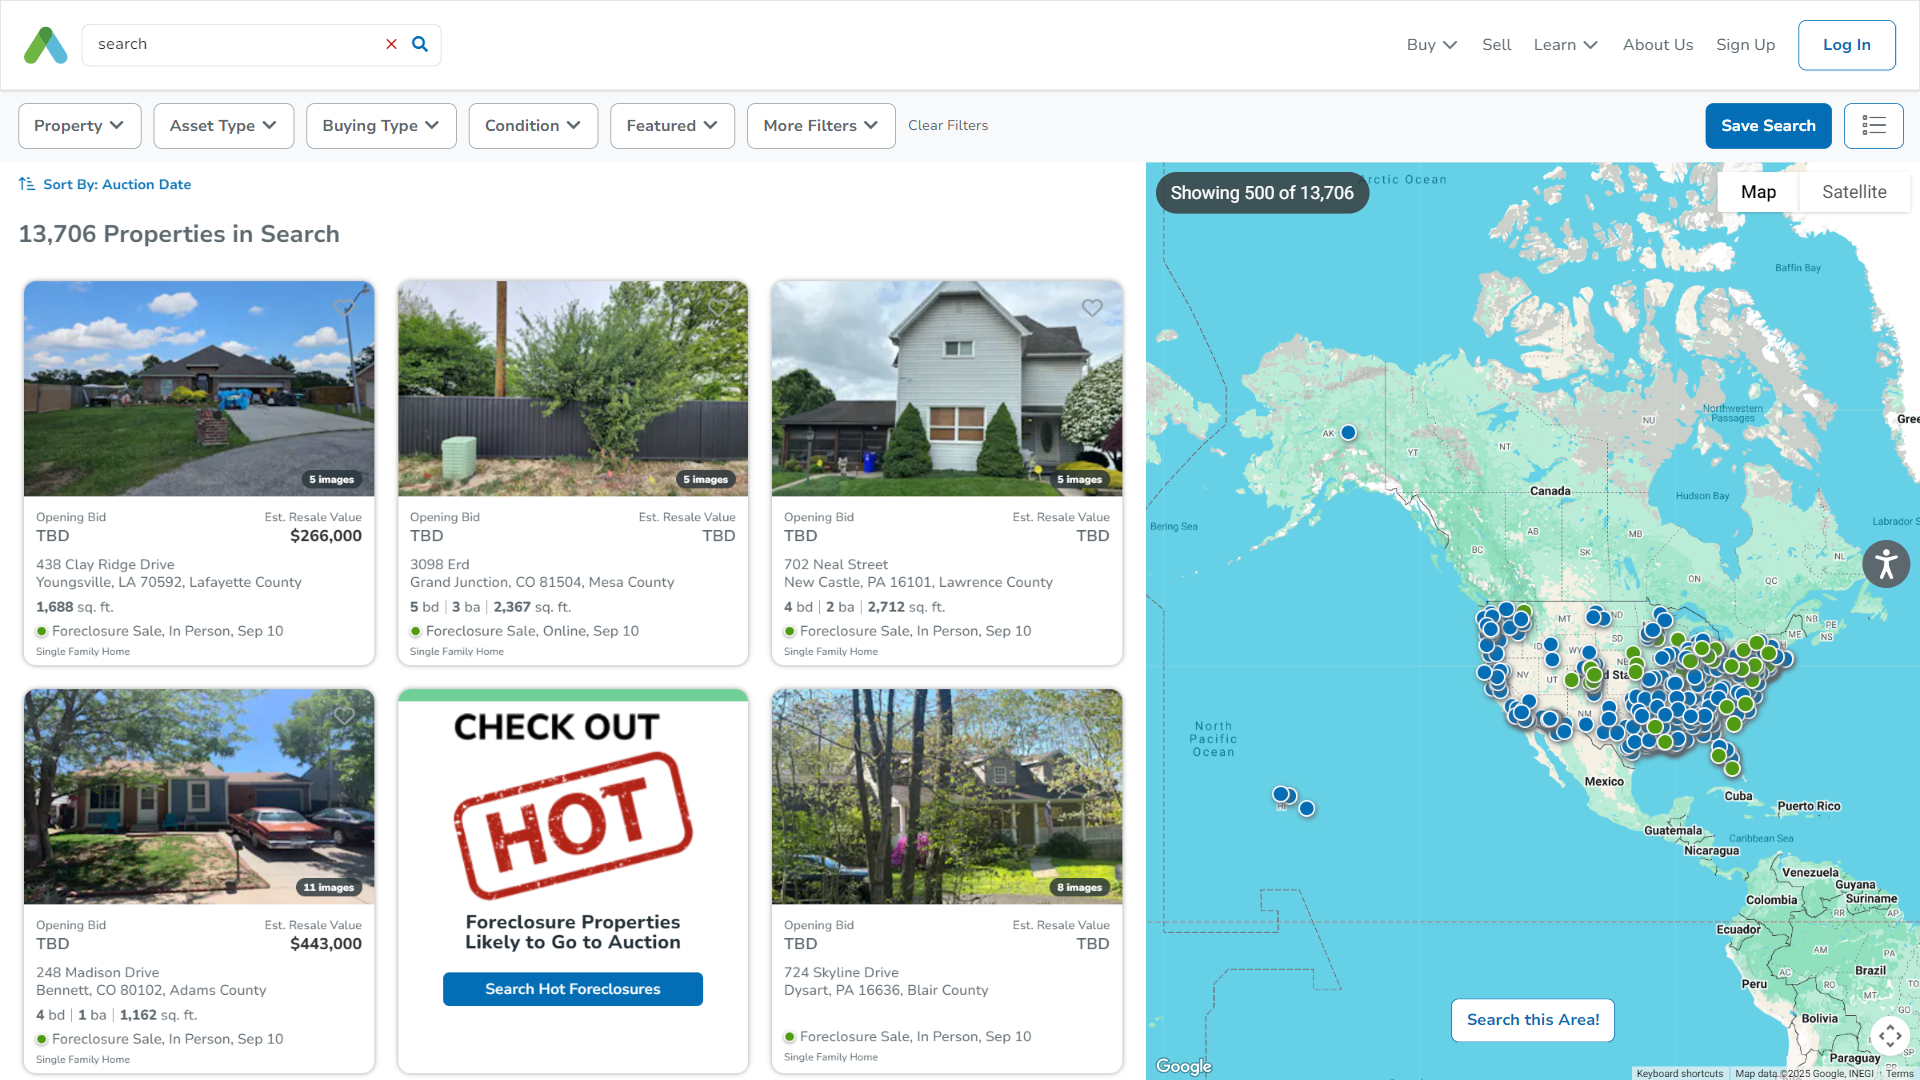 search
Buy
Sell
Learn
About Us
Sign Up
Log In
Property
Asset Type
Buying Type
Condition
Featured
More Filters
Clear Filters
Save Search
Sort By: Auction Date
13,706 Properties in Search
5 images
Opening Bid
Est. Resale Value
TBD
$266,000
438 Clay Ridge Drive
Youngsville, LA 70592, Lafayette County
1,688 sq. ft.
Foreclosure Sale, In Person, Sep 10
Single Family Home
5 images
Opening Bid
Est. Resale Value
TBD
TBD
3098 Erd
Grand Junction, CO 81504, Mesa County
5 bd | 3 ba | 2,367 sq. ft.
Foreclosure Sale, Online, Sep 10
Single Family Home
5 images
Opening Bid
Est. Resale Value
TBD
TBD
702 Neal Street
New Castle, PA 16101, Lawrence County
4 bd | 2 ba | 2,712 sq. ft.
Foreclosure Sale, In Person, Sep 10
Single Family Home
11 images
Opening Bid
Est. Resale Value
TBD
$443,000
248 Madison Drive
Bennett, CO 80102, Adams County
4 bd | 1 ba | 1,162 sq. ft.
Foreclosure Sale, In Person, Sep 10
Single Family Home
CHECK OUT
HOT
Foreclosure Properties
Likely to Go to Auction
Search Hot Foreclosures
8 images
Opening Bid
Est. Resale Value
TBD
TBD
724 Skyline Drive
Dysart, PA 16636, Blair County
Foreclosure Sale, In Person, Sep 10
Single Family Home
Showing 500 of 13,706
Map
Satellite
Arctic Ocean
Baffin Bay
Northwestern
Passages
Gree
NU
AK
YT
NT
Canada
Hudson Bay
Bering Sea
Labrador S
AB
MB
BC
SK
NL
ON
QC
MT
ND
NB
PE
ME
NS
ID
SD
WY
NE
NV
UT
d Sta
NM
North
Pacific
Ocean
Mexico
HI
Cuba
Puerto Rico
Guatemala
Caribbean Sea
Nicaragua
Venezuela
Guyana
Colombia
Suriname
RR
AP
Ecuador
AM
PA
AC
Brazil
Peru
RO
TO
MT
GO
Bolivia
SP
Paraguay
Search this Area!
Google
Keyboard shortcuts
Map data ©2025 Google, INEGI
Terms